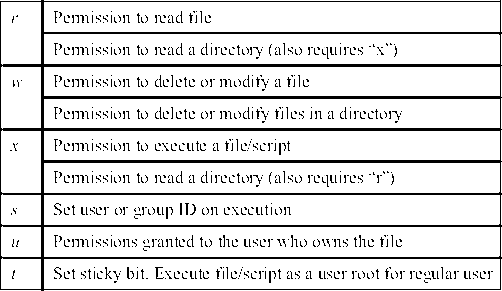 r Permission to read file
Permission to read a directory (also requires “x”)
w Permission to delete or modify a file
Permission to delete or modify files in a directory
x Permission to execute a file/script
Permission to read a directory (also requires “r”)
s Set user or group ID on execution
u Permissions granted to the user who owns the file
t Set sticky bit. Execute file/script as a user root for regular user